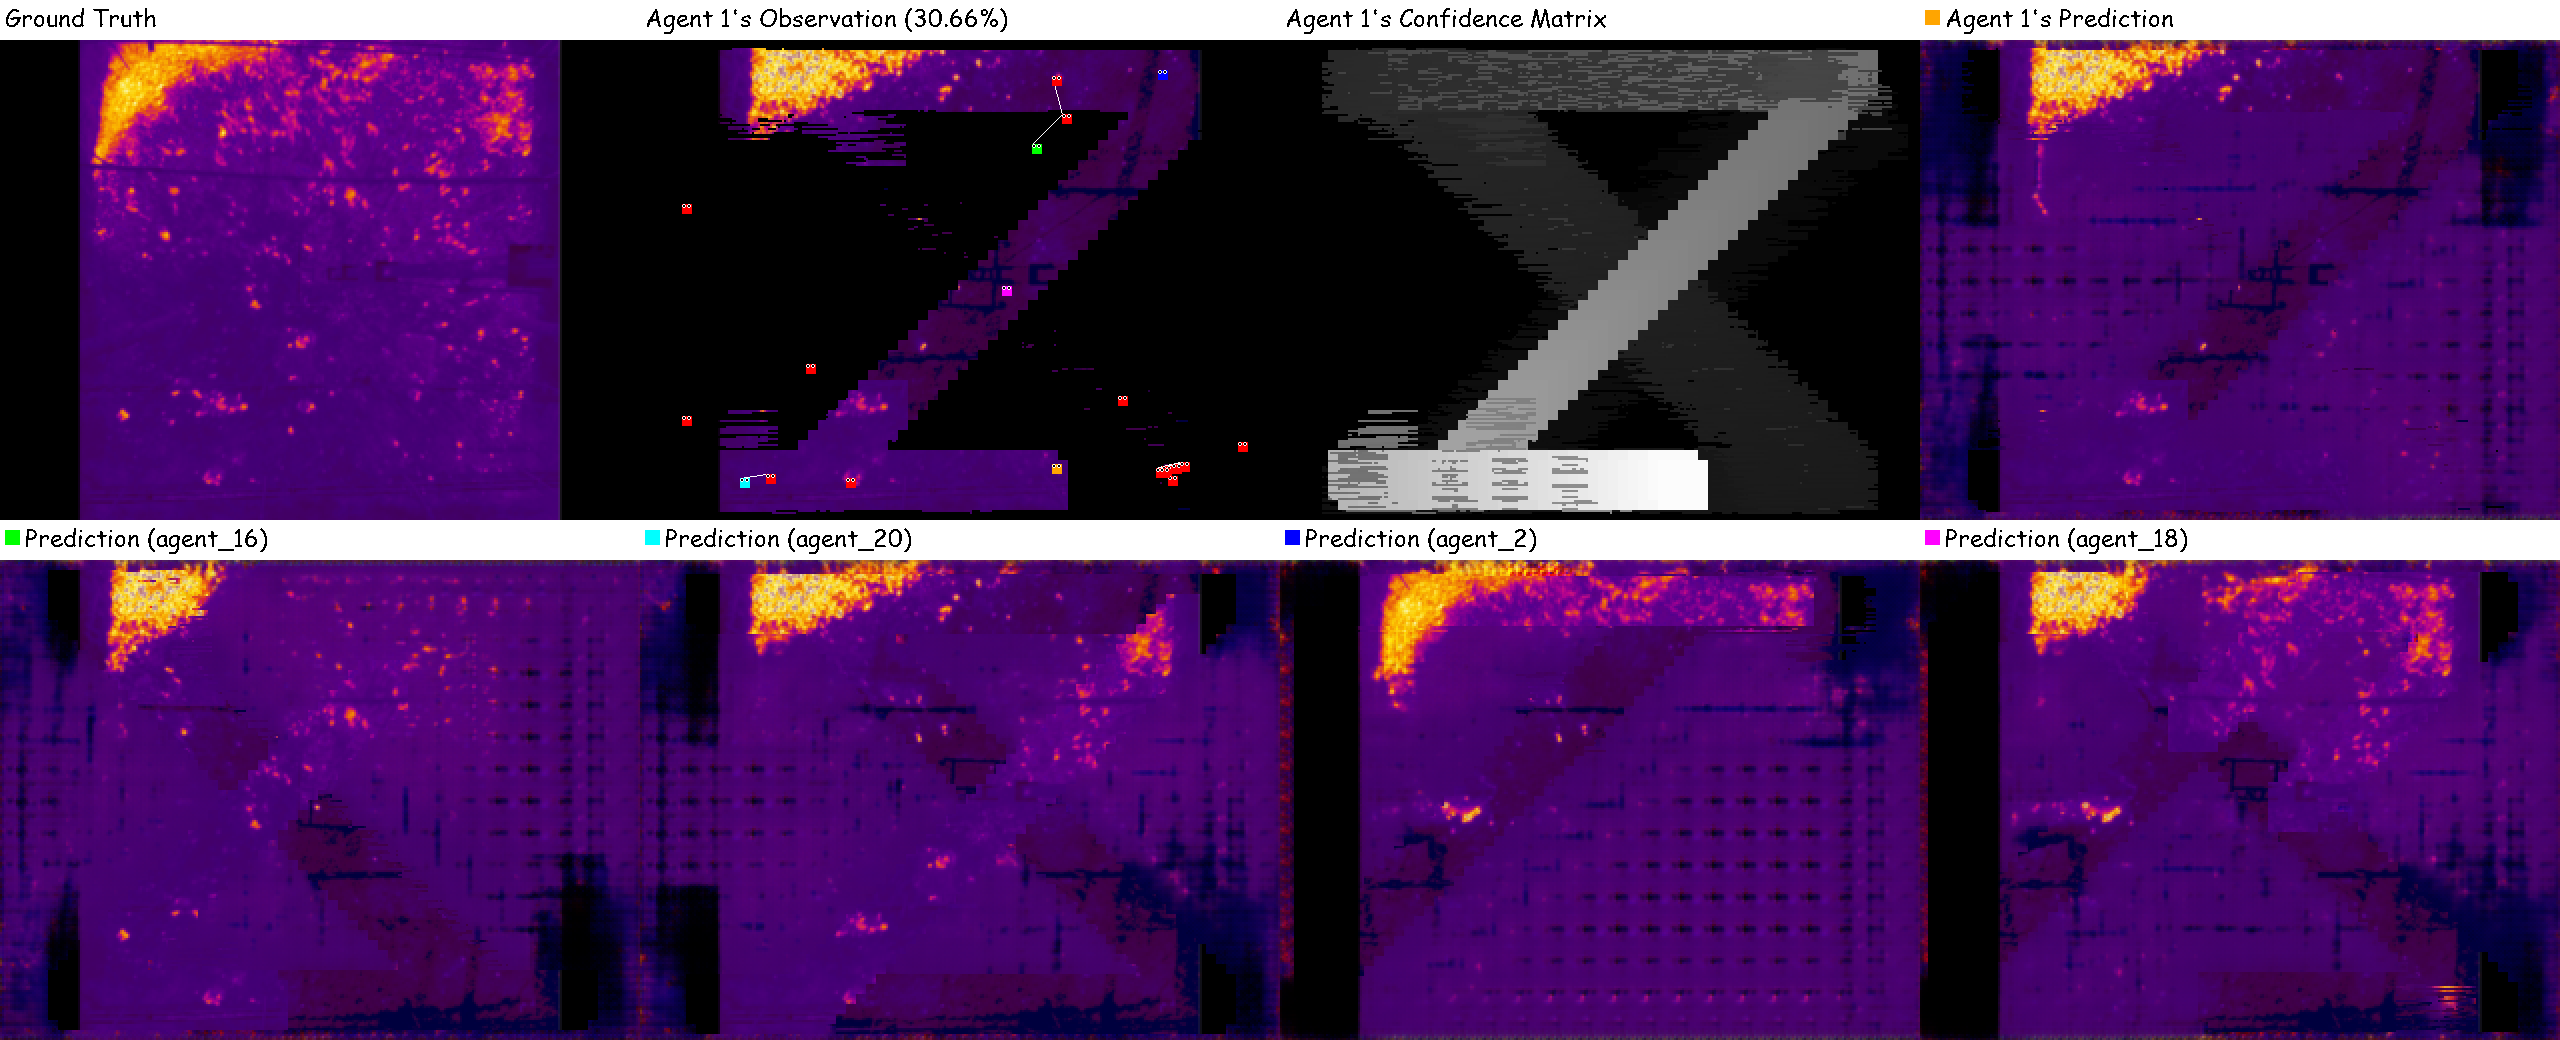 Ground Truth
Agent 1's Observation (30.66%)
Agent 1's Confidence Matrix
Agent 1's Prediction
Prediction (agent_16)
Prediction (agent_20)
Prediction (agent_2)
Prediction (agent_18)